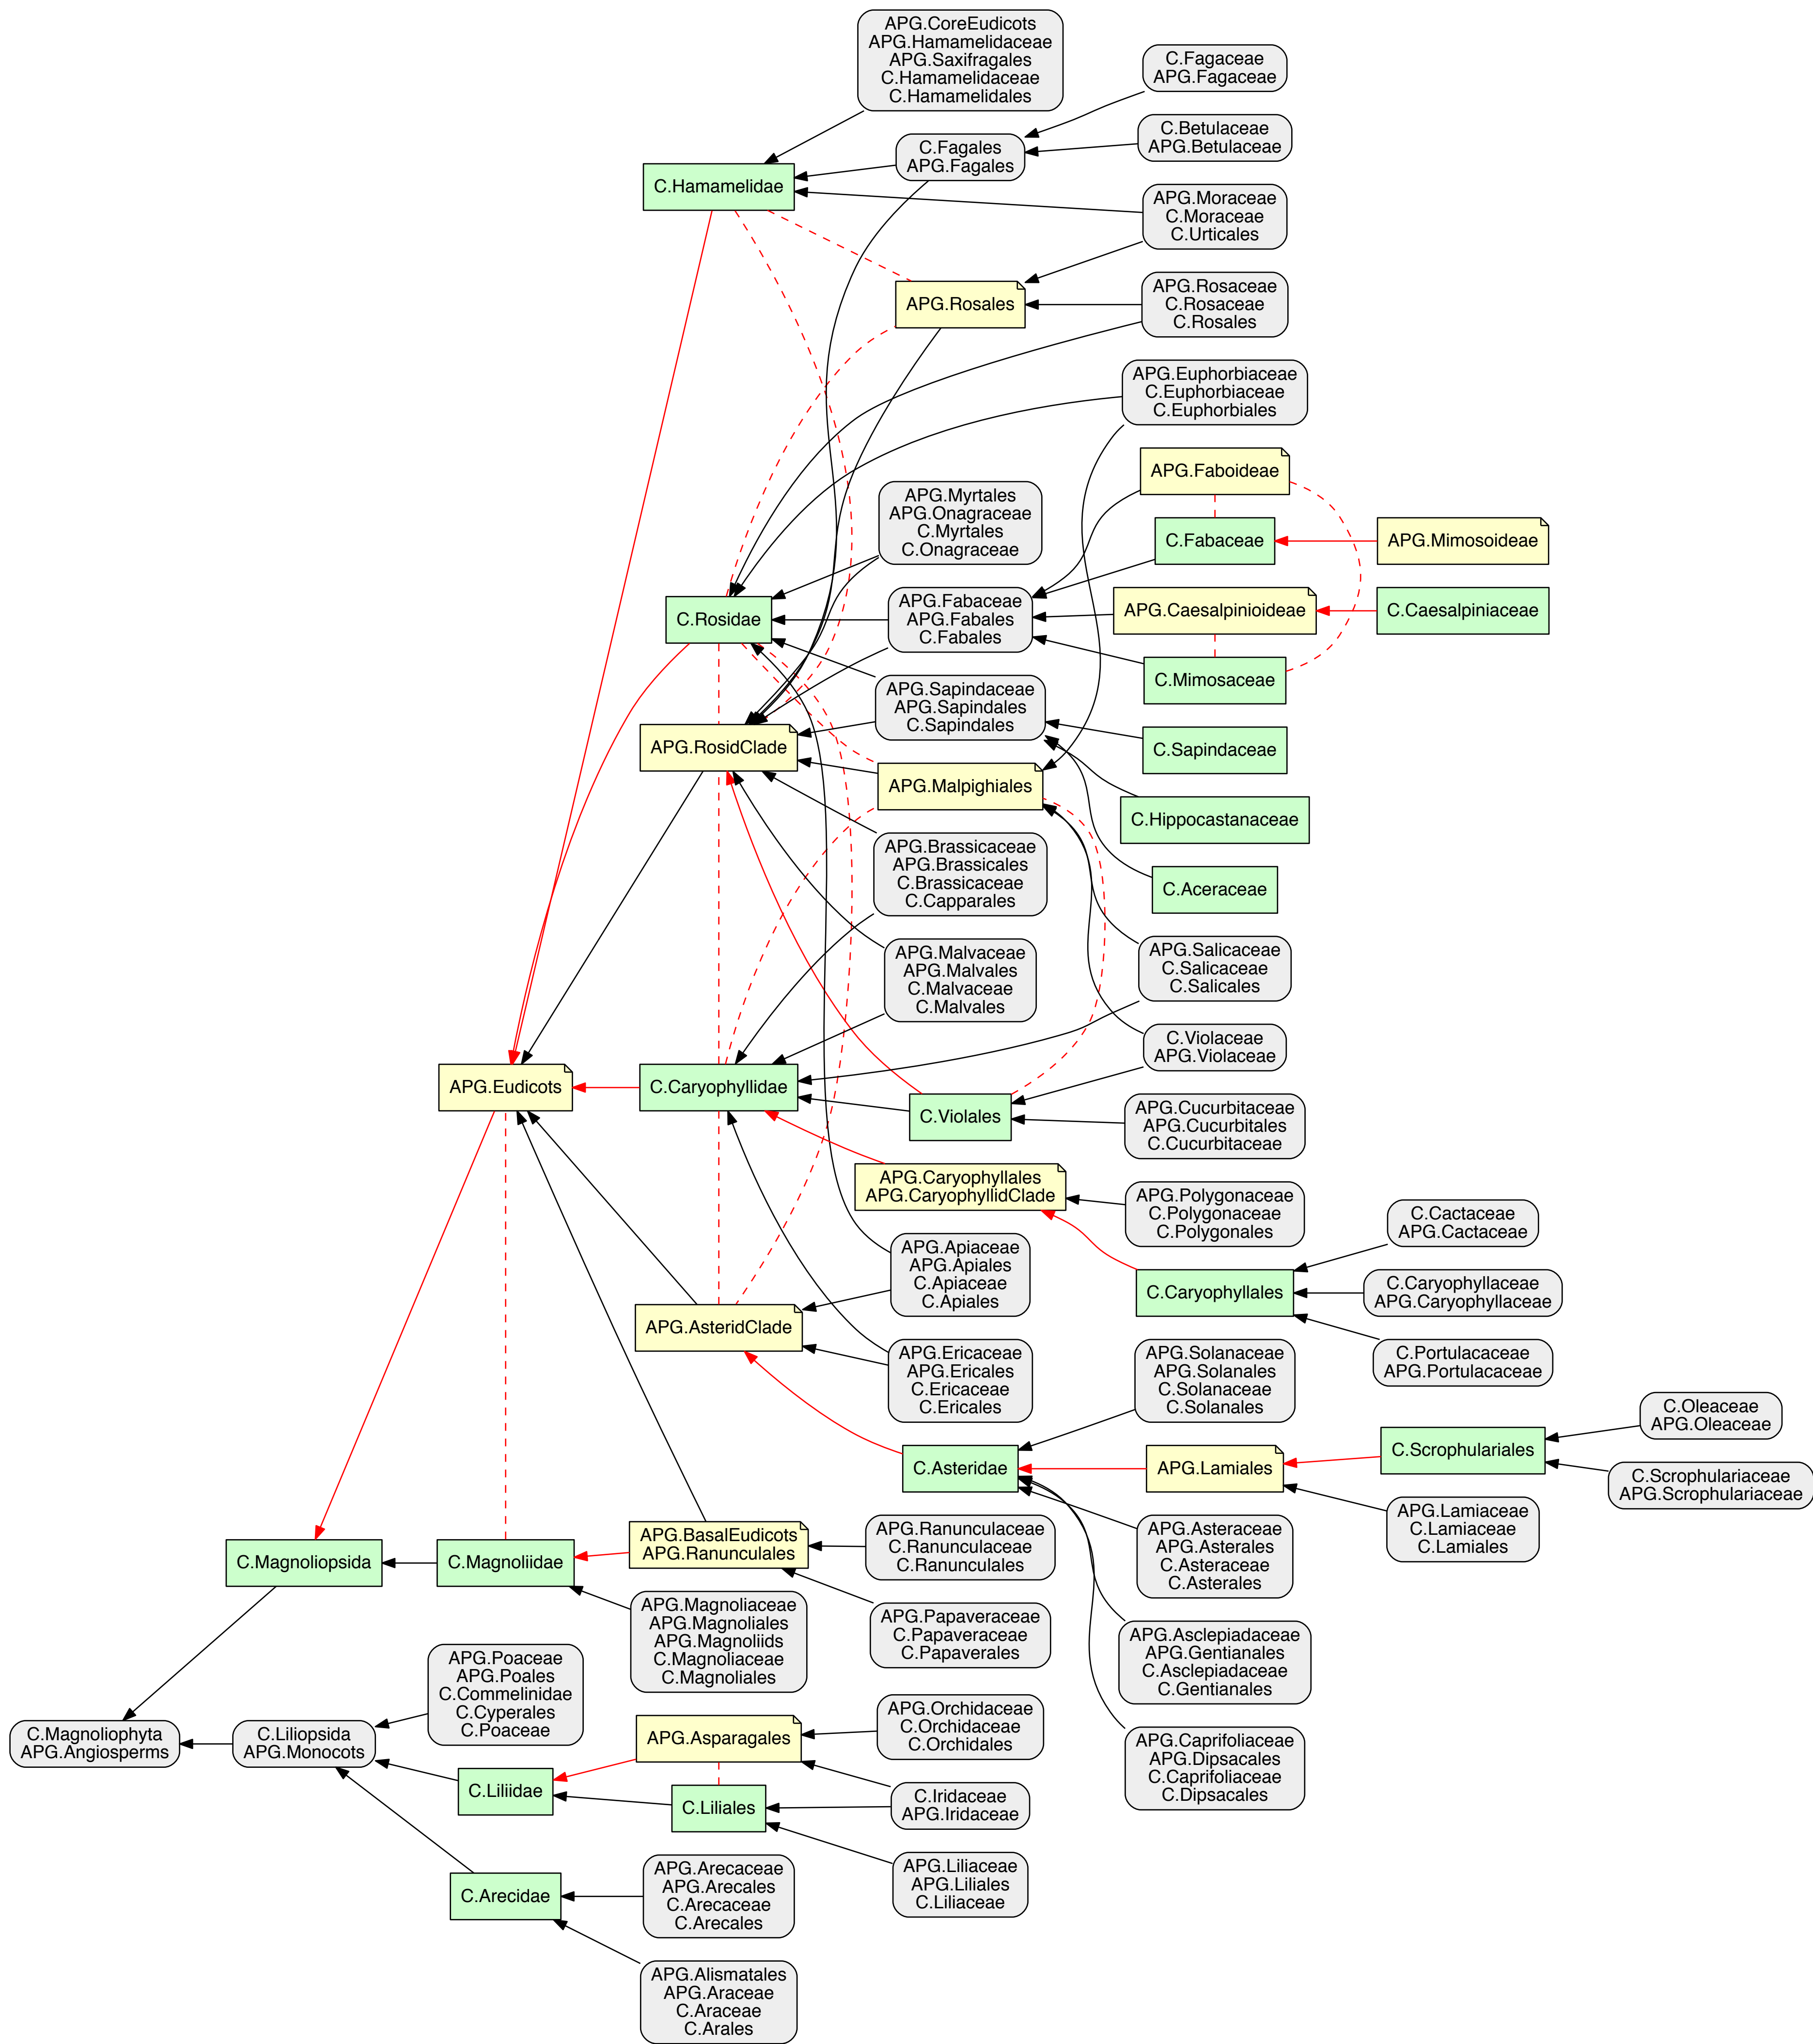 APG.CoreEudicots
APG.Hamamelidaceae
APG.Saxifragales
C.Hamamelidaceae
C.Hamamelidales
C.Fagaceae
APG.Fagaceae
C.Betulaceae
APG.Betulaceae
C.Fagales
APG.Fagales
C.Hamamelidae
APG.Moraceae
C.Moraceae
C.Urticales
APG.Rosales
APG.Rosaceae
C.Rosaceae
C.Rosales
APG.Euphorbiaceae
C.Euphorbiaceae
C.Euphorbiales
APG.Faboideae
APG.Myrtales
APG.Onagraceae
C.Myrtales
C.Onagraceae
C.Fabaceae
APG.Mimosoideae
C.Rosidae
APG.Fabaceae
APG.Fabales
C.Fabales
APG.Caesalpinioideae
C.Caesalpiniaceae
C.Mimosaceae
APG.Sapindaceae
APG.Sapindales
C.Sapindales
APG.RosidClade
C.Sapindaceae
APG.Malpighiales
C.Hippocastanaceae
APG.Brassicaceae
APG.Brassicales
C.Brassicaceae
C.Capparales
C.Aceraceae
APG.Malvaceae
APG.Malvales
C.Malvaceae
C.Malvales
APG.Salicaceae
C.Salicaceae
C.Salicales
C.Violaceae
APG.Violaceae
APG.Eudicots
C.Caryophyllidae
C.Violales
APG.Cucurbitaceae
APG.Cucurbitales
C.Cucurbitaceae
APG.Caryophyllales
APG.CaryophyllidClade
APG.Polygonaceae
C.Polygonaceae
C.Polygonales
C.Cactaceae
APG.Cactaceae
APG.Apiaceae
APG.Apiales
C.Apiaceae
C.Apiales
C.Caryophyllales
C.Caryophyllaceae
APG.Caryophyllaceae
APG.AsteridClade
C.Portulacaceae
APG.Portulacaceae
APG.Ericaceae
APG.Ericales
C.Ericaceae
C.Ericales
APG.Solanaceae
APG.Solanales
C.Solanaceae
C.Solanales
C.Oleaceae
APG.Oleaceae
C.Asteridae
APG.Lamiales
C.Scrophulariales
C.Scrophulariaceae
APG.Scrophulariaceae
APG.Lamiaceae
C.Lamiaceae
C.Lamiales
C.Magnoliopsida
C.Magnoliidae
APG.BasalEudicots
APG.Ranunculales
APG.Ranunculaceae
C.Ranunculaceae
C.Ranunculales
APG.Asteraceae
APG.Asterales
C.Asteraceae
C.Asterales
APG.Magnoliaceae
APG.Magnoliales
APG.Magnoliids
C.Magnoliaceae
C.Magnoliales
APG.Papaveraceae
C.Papaveraceae
C.Papaverales
APG.Asclepiadaceae
APG.Gentianales
C.Asclepiadaceae
C.Gentianales
APG.Poaceae
APG.Poales
C.Commelinidae
C.Cyperales
C.Poaceae
C.Magnoliophyta
APG.Angiosperms
C.Liliopsida
APG.Monocots
APG.Asparagales
APG.Orchidaceae
C.Orchidaceae
C.Orchidales
APG.Caprifoliaceae
APG.Dipsacales
C.Caprifoliaceae
C.Dipsacales
C.Liliidae
C.Liliales
C.Iridaceae
APG.Iridaceae
APG.Liliaceae
APG.Liliales
C.Liliaceae
C.Arecidae
APG.Arecaceae
APG.Arecales
C.Arecaceae
C.Arecales
APG.Alismatales
APG.Araceae
C.Araceae
C.Arales